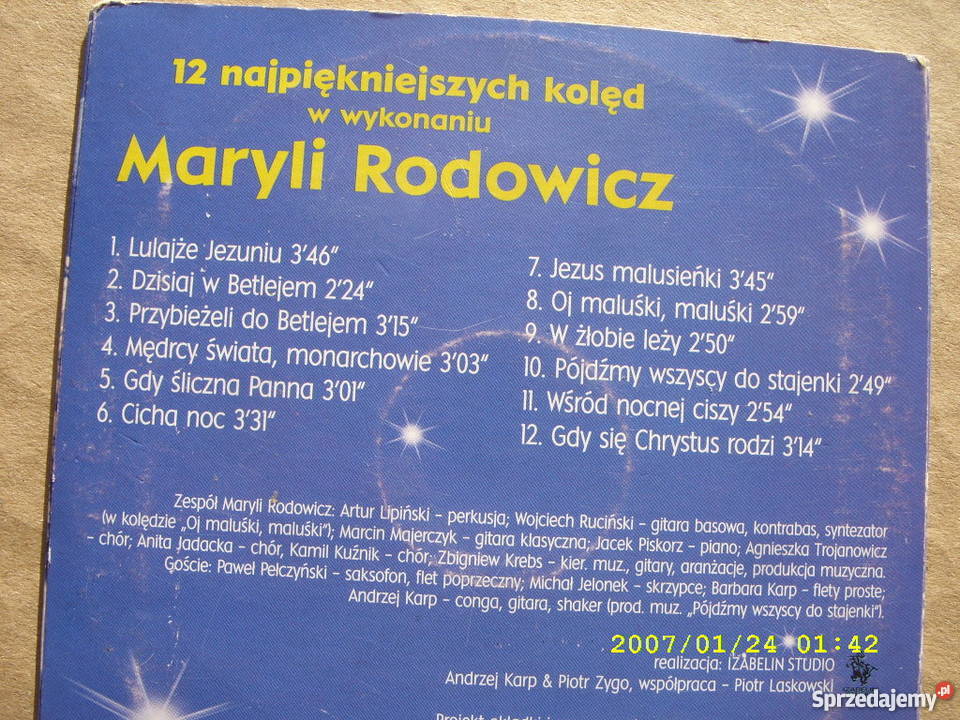 12 najpiękniejszych kolęd
w wykonaniu
Maryli Rodowicz
1. Lulajże Jezuniu 3'46"
2. Dzisiaj w Betlejem 2'24"
3. Przybieżeli do Betlejem 3'15"
4. Mędrcy świata, monarchowie 3'03"
5. Gdy śliczna Panna 3'01"
6. Cicha noc 3'31"
7. Jezus malusieńki 3'45"
8. Oj maluśki, maluśki 2'59"
9. W żłobie leży 2'50"
10. Pójdźmy wszyscy do stajenki 2'49"
11. Wśród nocnej ciszy 2'54"
12. Gdy się Chrystus rodzi 3'14"
Zespół Maryli Rodowicz: Artur Lipiński – perkusja; Wojciech Ruciński – gitara basowa, kontrabas, syntezator
(w kolędzie „Oj maluśki, maluśki"); Marcin Majerczyk – gitara klasyczna; Jacek Piskorz – piano; Agnieszka Trojanowicz
– chór; Anita Jadacka – chór, Kamil Kuźnik – chór; Zbigniew Krebs – kier. muz., gitary, aranżacje, produkcja muzyczna.
Goście: Paweł Pełczyński – saksofon, flet poprzeczny; Michał Jelonek – skrzypce; Barbara Karp – flety proste;
Andrzej Karp – conga, gitara, shaker (prod. muz. „Pójdźmy wszyscy do stajenki").
2007/01/24 01:42
realizacja: IZABELIN STUDIO
Andrzej Karp & Piotr Zygo, współpraca – Piotr Laskowski
IZABELIN
Sprzedajemy.pl
Projekt okładki i